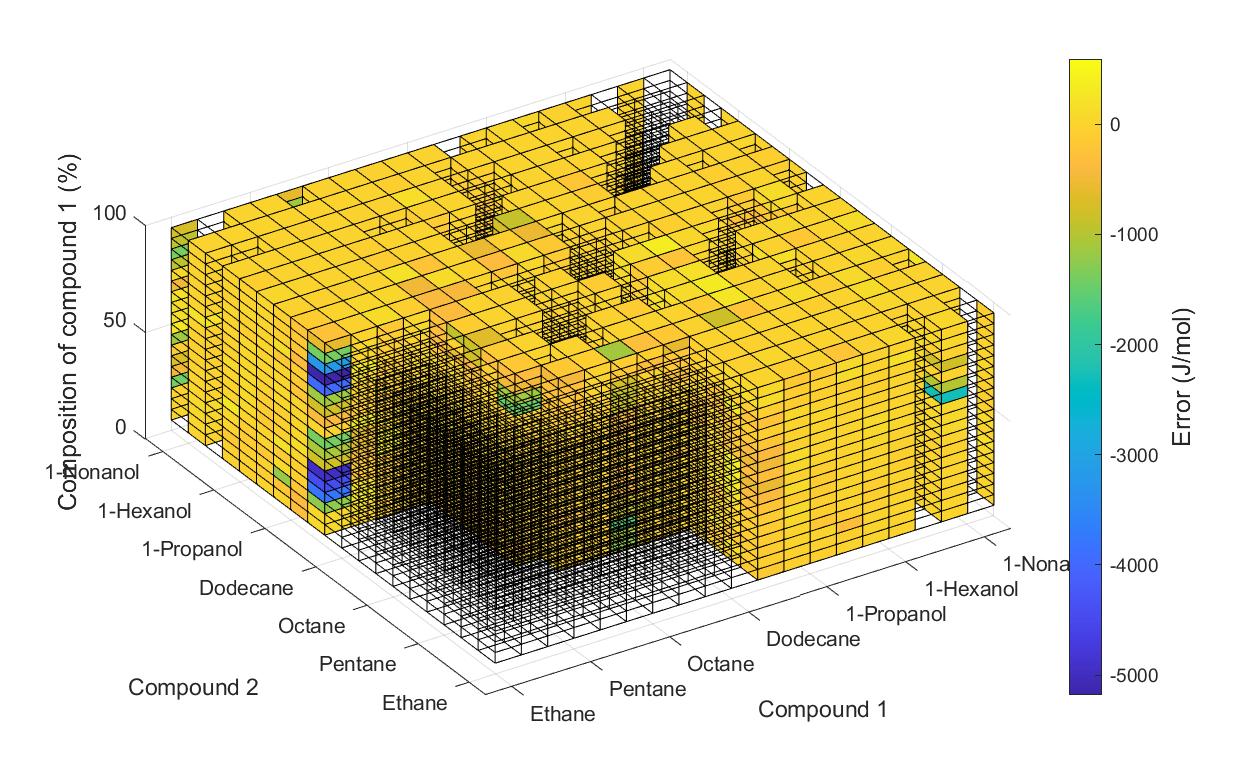 Composition of compound 1 (%)
100
50
0
1-Nonanol
1-Hexanol
1-Propanol
Dodecane
Octane
Pentane
Ethane
Compound 2
Ethane
Pentane
Octane
Dodecane
1-Propanol
1-Hexanol
1-Nona
Compound 1
0
-1000
-2000
-3000
-4000
-5000
Error (J/mol)